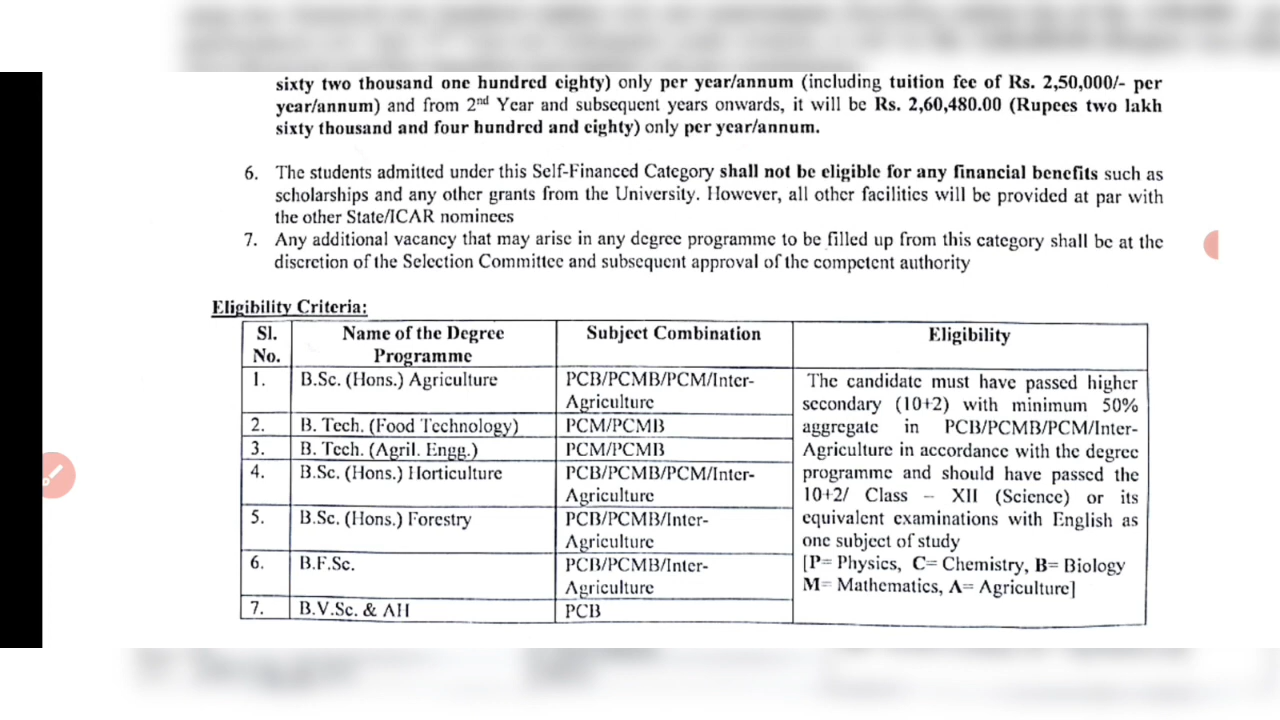 sixty two thousand one hundred eighty) only per year/annum (including tuition fee of Rs. 2,50,000/- per
year/annum) and from 2nd Year and subsequent years onwards, it will be Rs. 2,60,480.00 (Rupees two lakh
sixty thousand and four hundred and eighty) only per year/annum.
6. The students admitted under this Self-Financed Category shall not be eligible for any financial benefits such as
scholarships and any other grants from the University. However, all other facilities will be provided at par with
the other State/ICAR nominees
7. Any additional vacancy that may arise in any degree programme to be filled up from this category shall be at the
discretion of the Selection Committee and subsequent approval of the competent authority
Eligibility Criteria:
Sl. No. Name of the Degree Programme Subject Combination Eligibility
1. B.Sc. (Hons.) Agriculture PCB/PCMB/PCM/Inter-
Agriculture
2. B. Tech. (Food Technology) PCM/PCMB
3. B. Tech. (Agril. Engg.) PCM/PCMB
4. B.Sc. (Hons.) Horticulture PCB/PCMB/PCM/Inter-
Agriculture
5. B.Sc. (Hons.) Forestry PCB/PCMB/Inter-
Agriculture
6. B.F.Sc. PCB/PCMB/Inter-
Agriculture
7. B.V.Sc. & AH PCB
The candidate must have passed higher
secondary (10+2) with minimum 50%
aggregate in PCB/PCMB/PCM/Inter-
Agriculture in accordance with the degree
programme and should have passed the
10+2/ Class – XII (Science) or its
equivalent examinations with English as
one subject of study
[P= Physics, C= Chemistry, B= Biology
M= Mathematics, A= Agriculture]